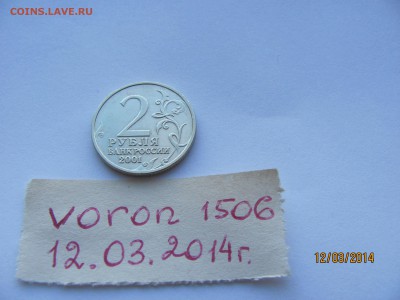 COINS.LAVE.RU
2
РУБЛЯ
БАНК РОССИИ
2001
voron 1506
12.03.2014г.
12/03/2014